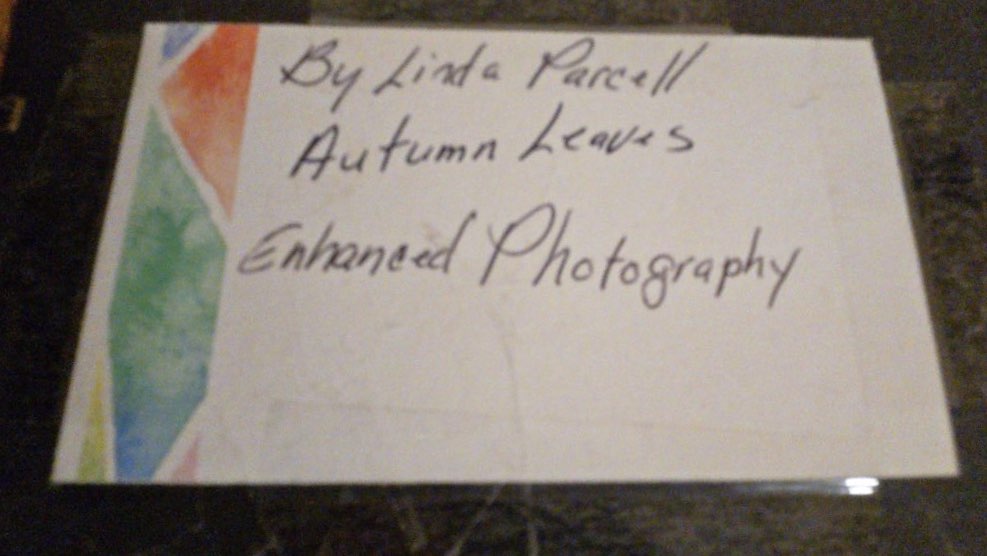 By Linda Parcell
Autumn Leaves
Enhanced Photography